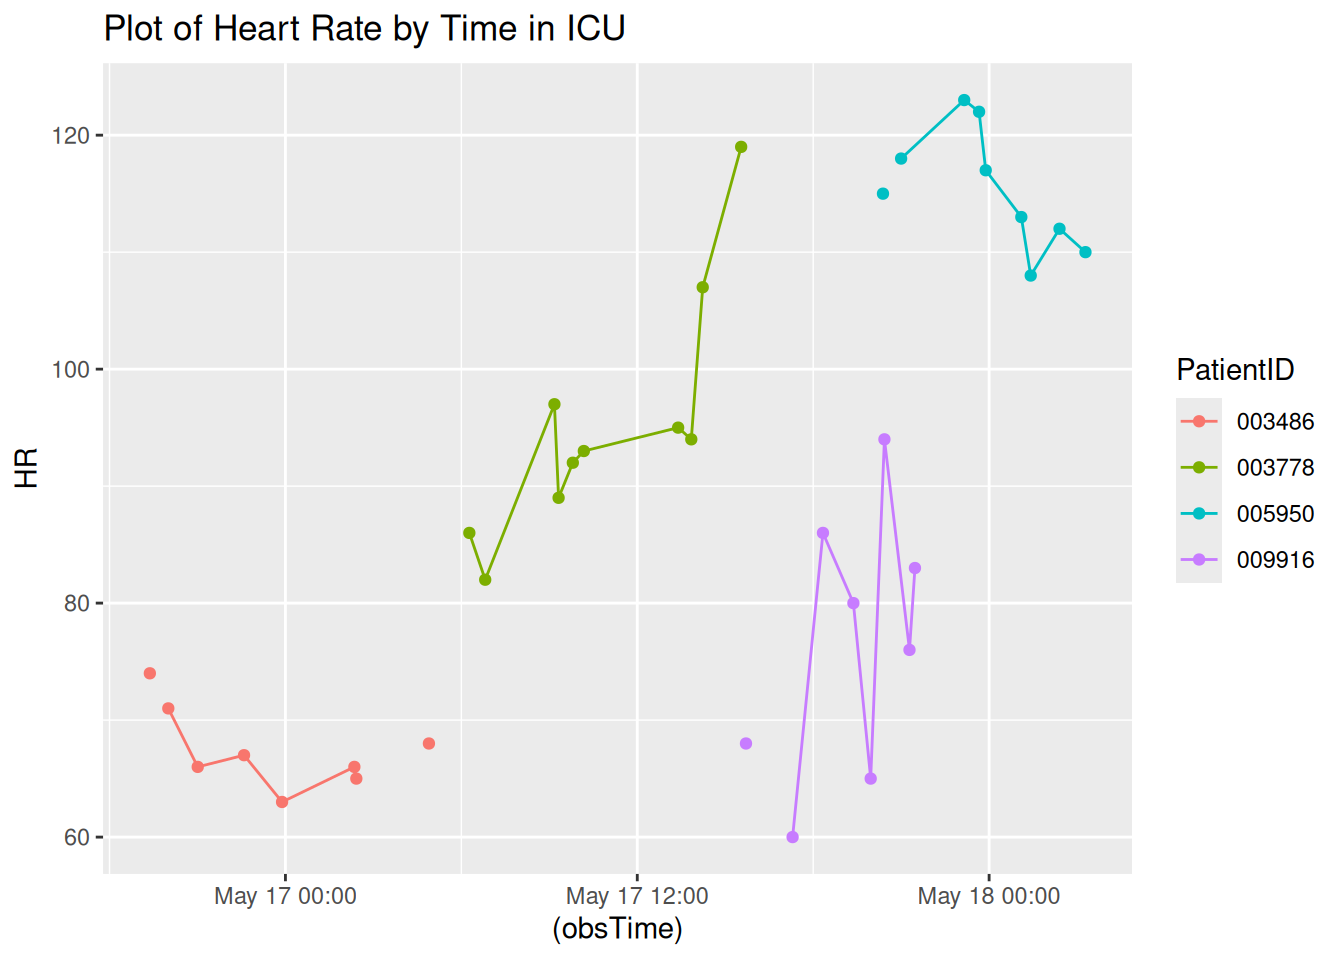 Plot of Heart Rate by Time in ICU
120
100
80
60
HR
May 17 00:00
May 17 12:00
May 18 00:00
(obsTime)
PatientID
003486
003778
005950
009916